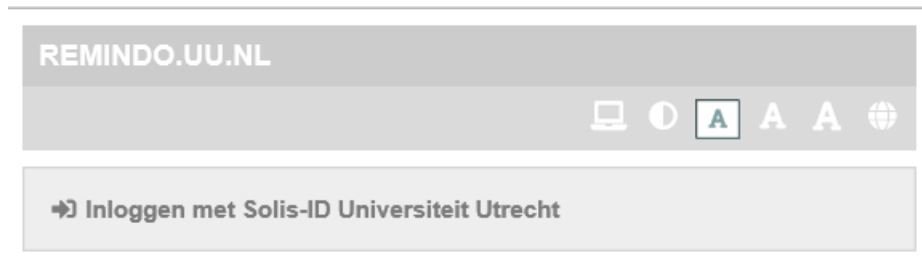 REMINDO.UU.NL
A A A
Inloggen met Solis-ID Universiteit Utrecht